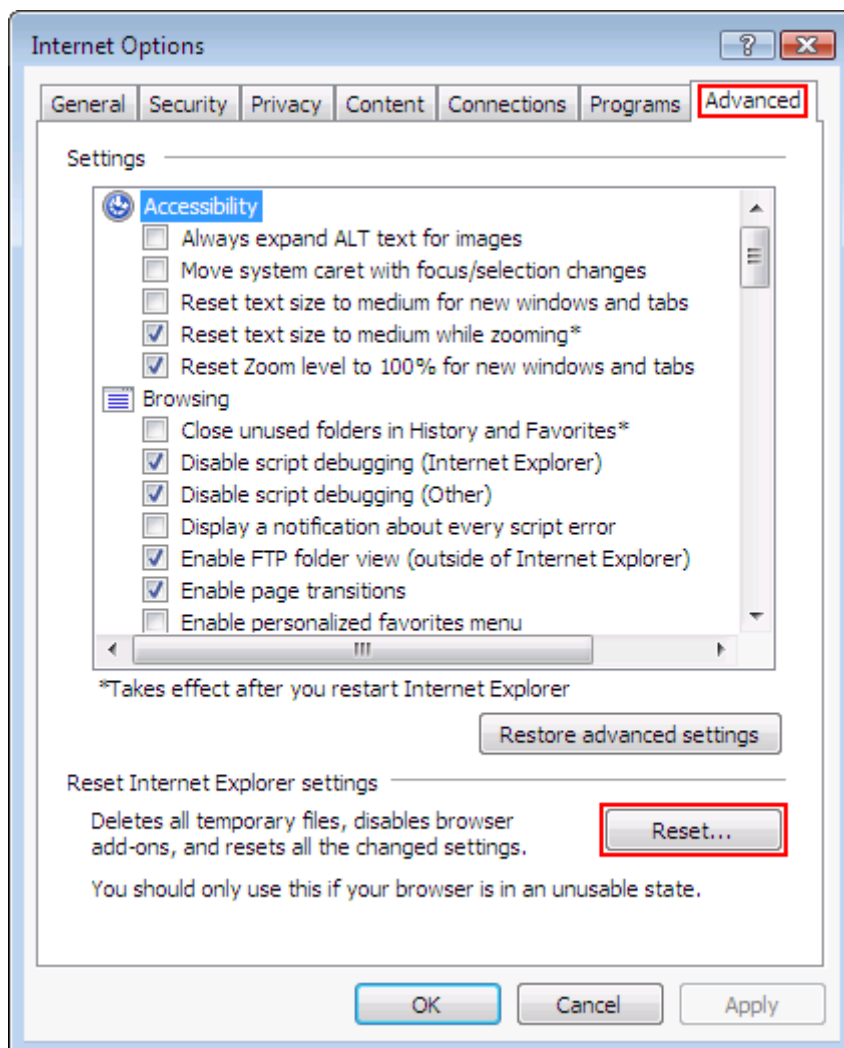 Internet Options
General Security Privacy Content Connections Programs Advanced
Settings
Accessibility
Always expand ALT text for images
Move system caret with focus/selection changes
Reset text size to medium for new windows and tabs
Reset text size to medium while zooming*
Reset Zoom level to 100% for new windows and tabs
Browsing
Close unused folders in History and Favorites*
Disable script debugging (Internet Explorer)
Disable script debugging (Other)
Display a notification about every script error
Enable FTP folder view (outside of Internet Explorer)
Enable page transitions
Enable personalized favorites menu
*Takes effect after you restart Internet Explorer
Restore advanced settings
Reset Internet Explorer settings
Deletes all temporary files, disables browser
add-ons, and resets all the changed settings.
Reset...
You should only use this if your browser is in an unusable state.
OK Cancel Apply